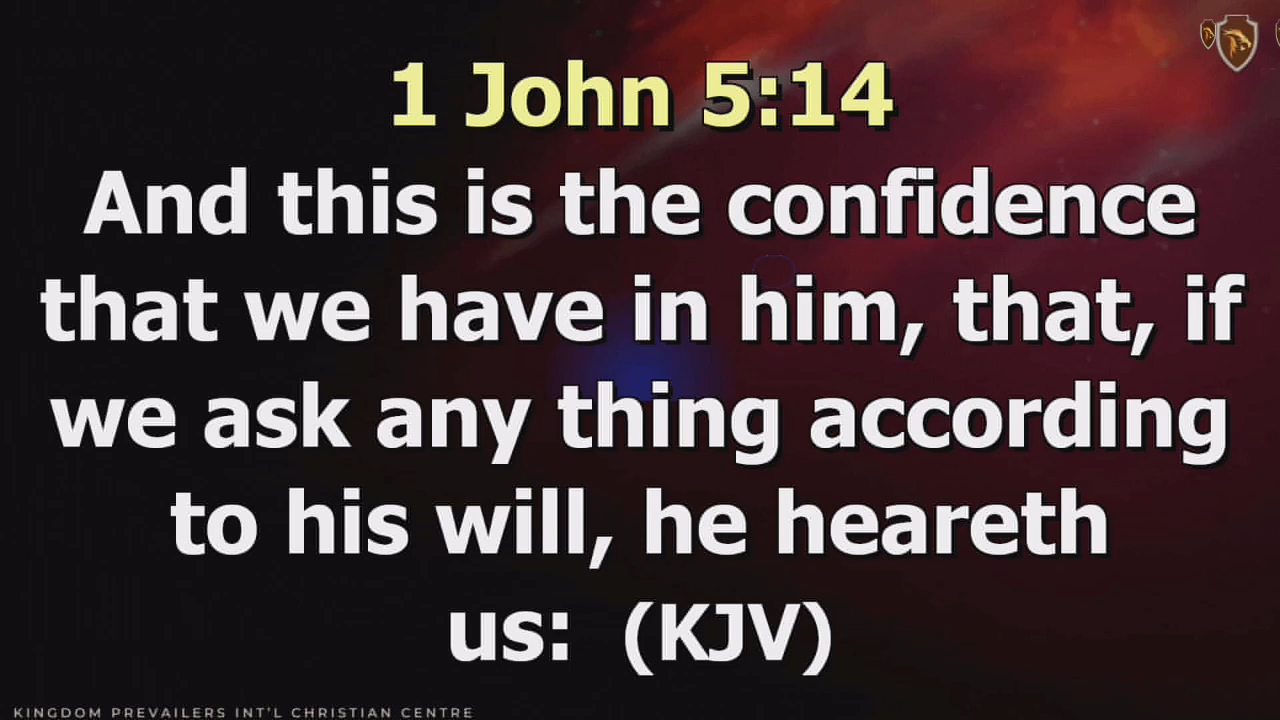 1 John 5:14
And this is the confidence
that we have in him, that, if
we ask any thing according
to his will, he heareth
us: (KJV)
KINGDOM PREVAILERS INT'L CHRISTIAN CENTRE